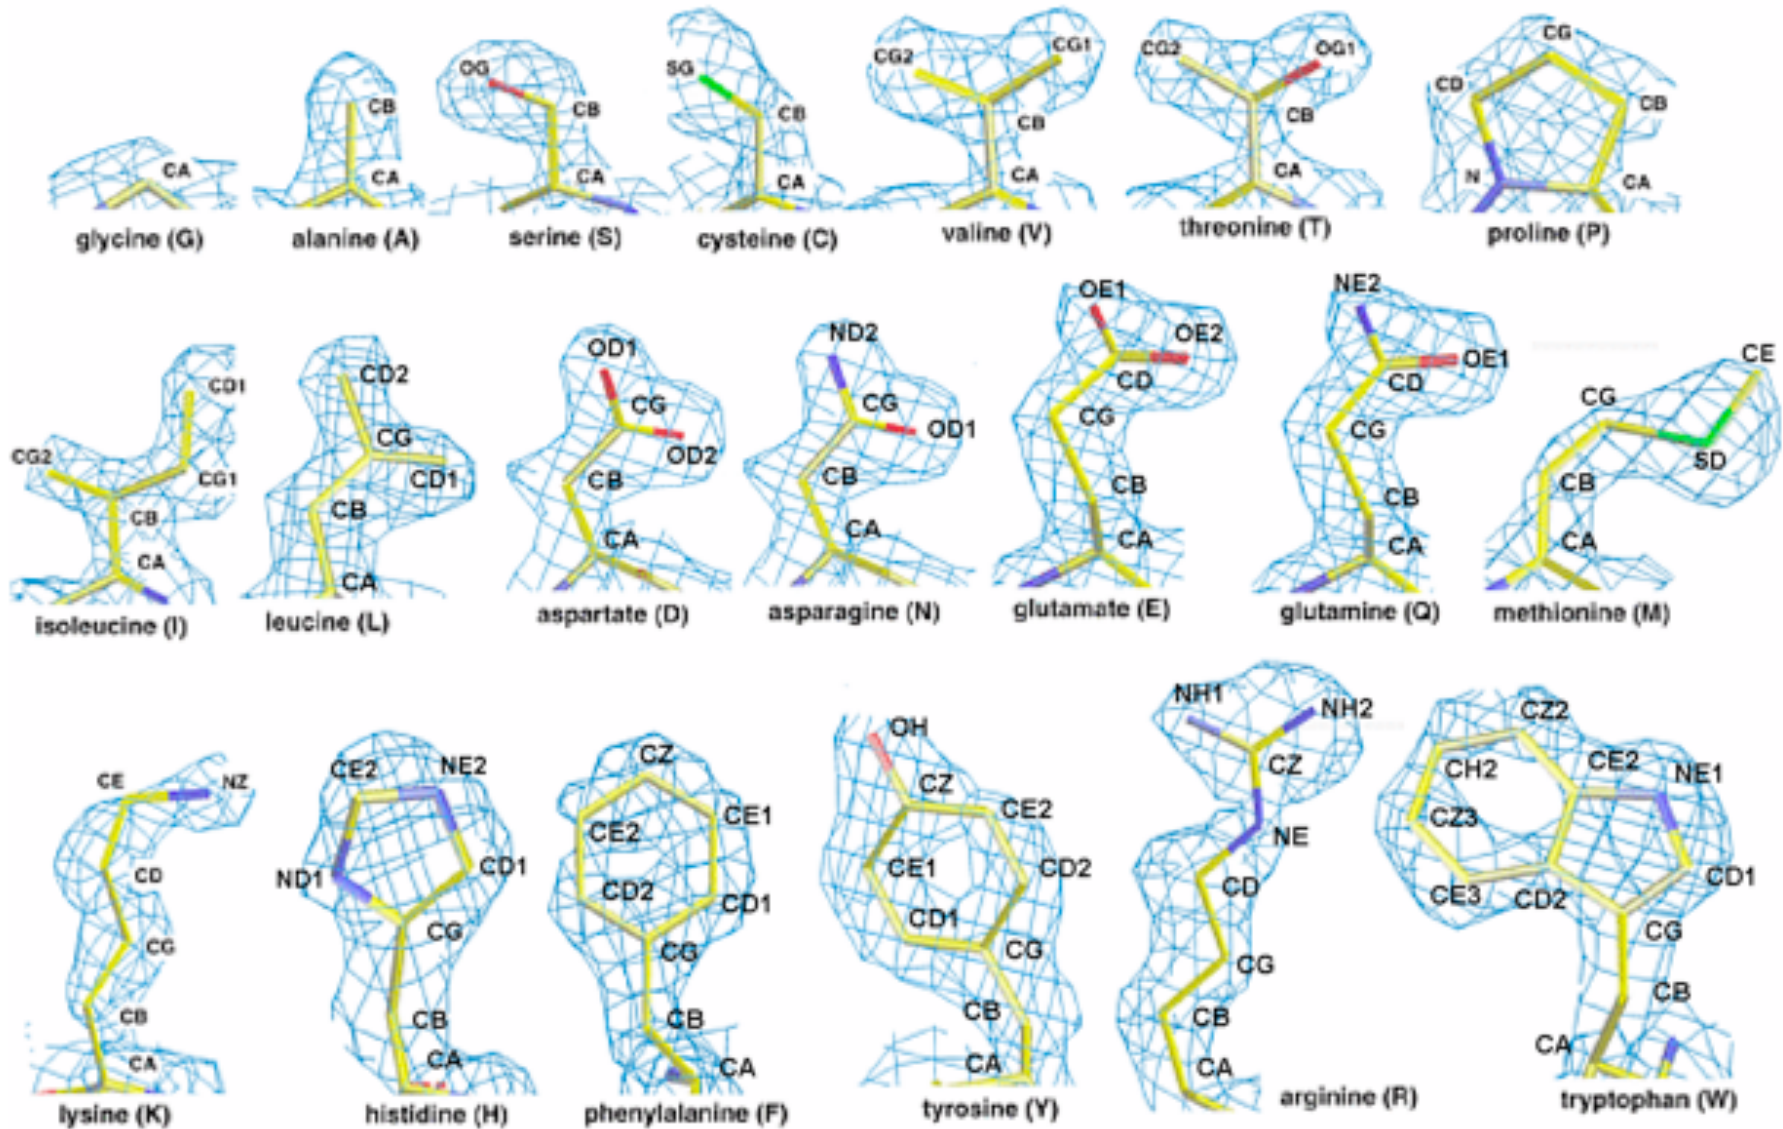 CA
glycine (G)
CB
CA
alanine (A)
OG
CB
CA
serine (S)
SG
CB
CA
cysteine (C)
CG2
CG1
CB
CA
valine (V)
CG2
OG1
CB
CA
threonine (T)
CG
CD
CB
N
CA
proline (P)
CD1
CG2
CG1
CB
CA
isoleucine (I)
CD2
CG
CD1
CB
CA
leucine (L)
OD1
CG
OD2
CB
CA
aspartate (D)
ND2
CG
OD1
CB
CA
asparagine (N)
OE1
OE2
CD
CG
CB
CA
glutamate (E)
NE2
OE1
CD
CG
CB
CA
glutamine (Q)
CE
CG
SD
CB
CA
methionine (M)
CE
NZ
CD
CG
CB
CA
lysine (K)
CE2
NE2
ND1
CD1
CG
CB
CA
histidine (H)
CZ
CE1
CE2
CD2
CD1
CG
CB
CA
phenylalanine (F)
OH
CZ
CE2
CE1
CD2
CD1
CG
CB
CA
tyrosine (Y)
NH1
NH2
CZ
NE
CD
CG
CB
CA
arginine (R)
CZ2
CH2
CE2
NE1
CZ3
CE3
CD2
CD1
CG
CB
CA
tryptophan (W)